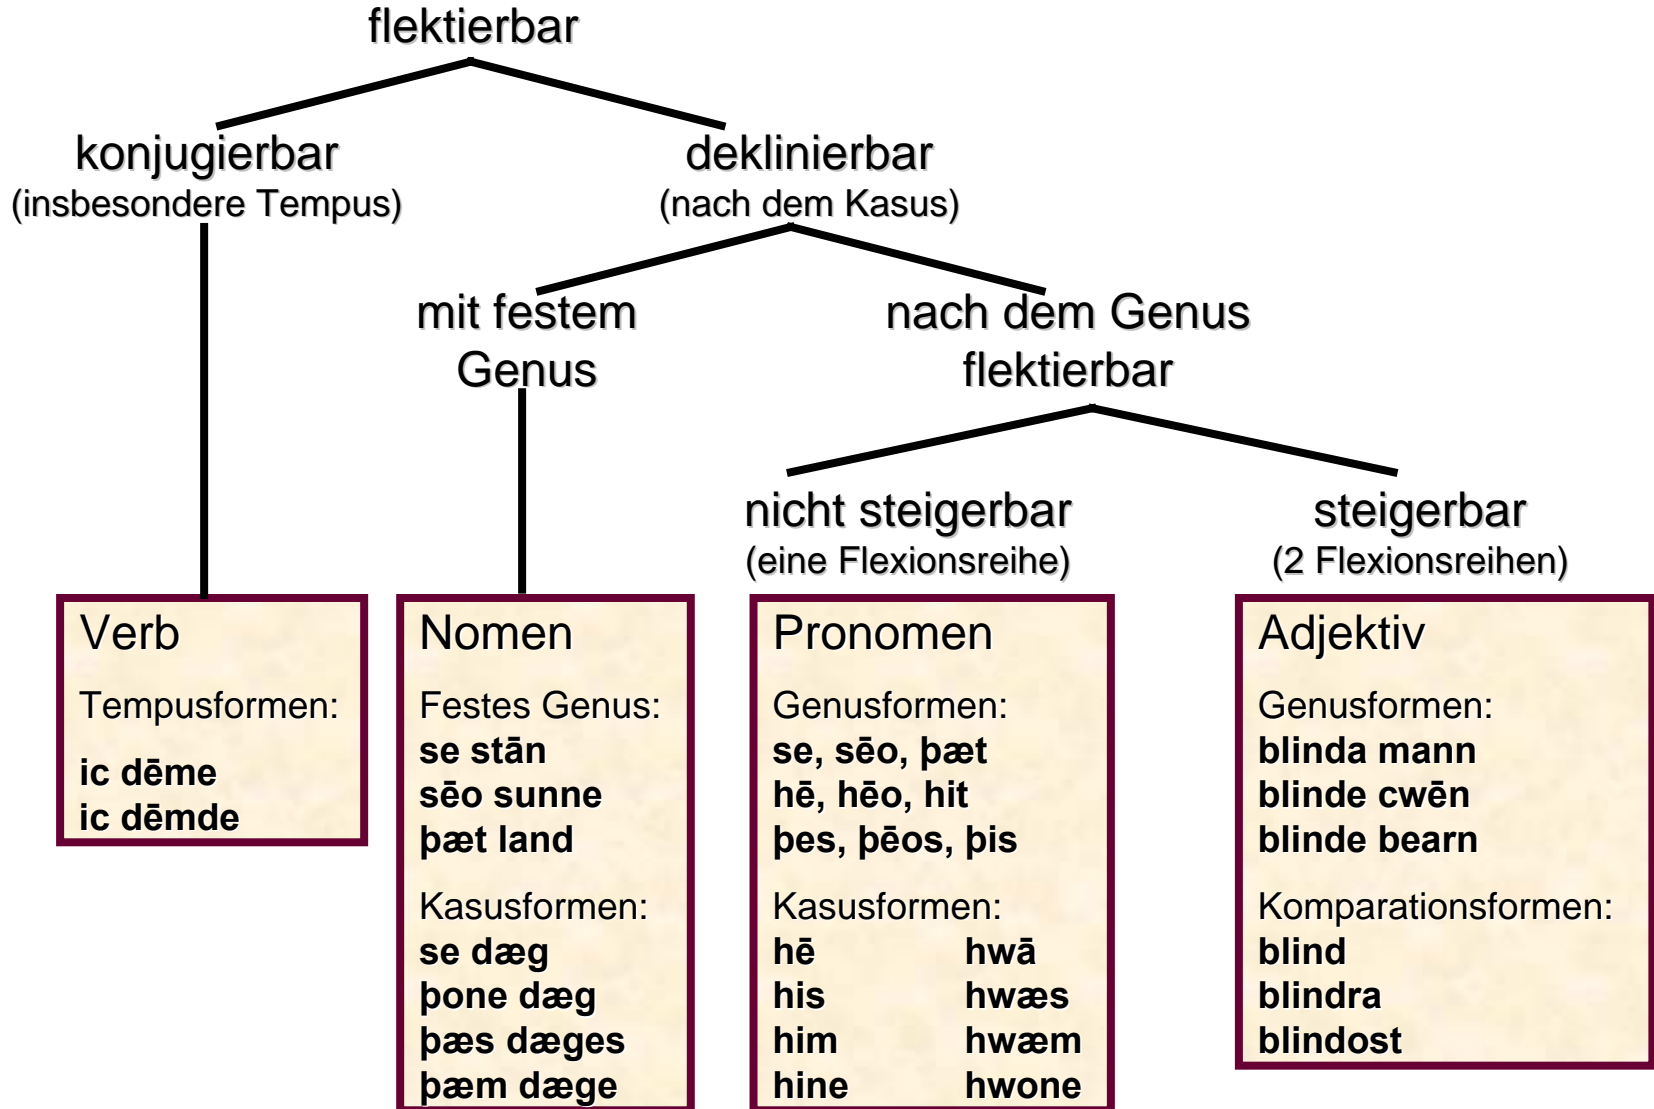 flektierbar
konjugierbar
(insbesondere Tempus)
deklinierbar
(nach dem Kasus)
mit festem
Genus
nach dem Genus
flektierbar
nicht steigerbar
(eine Flexionsreihe)
steigerbar
(2 Flexionsreihen)
Verb
Tempusformen:
ic dēme
ic dēmde
Nomen
Festes Genus:
se stān
sēo sunne
þæt land
Kasusformen:
se dæg
þone dæg
þæs dæges
þæm dæge
Pronomen
Genusformen:
se, sēo, þæt
hē, hēo, hit
þes, þēos, þis
Kasusformen:
hē hwā
his hwæs
him hwæm
hine hwone
Adjektiv
Genusformen:
blinda mann
blinde cwēn
blinde bearn
Komparationsformen:
blind
blindra
blindost